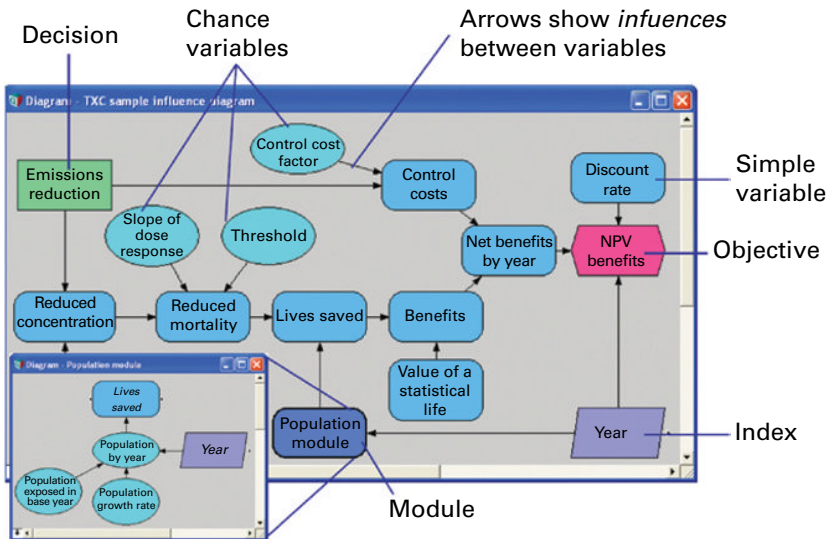 Decision
Chance
variables
Arrows show infuences
between variables
Diagram - TXC sample influence diagram
Control cost
factor
Emissions
reduction
Control
costs
Discount
rate
Simple
variable
Slope of
dose
response
Threshold
Net benefits
by year
NPV
benefits
Objective
Reduced
concentration
Reduced
mortality
Lives saved
Benefits
Diagram - Population module
Lives
saved
Value of a
statistical
life
Population
by year
Year
Population
module
Year
Index
Population
exposed in
base year
Population
growth rate
Module